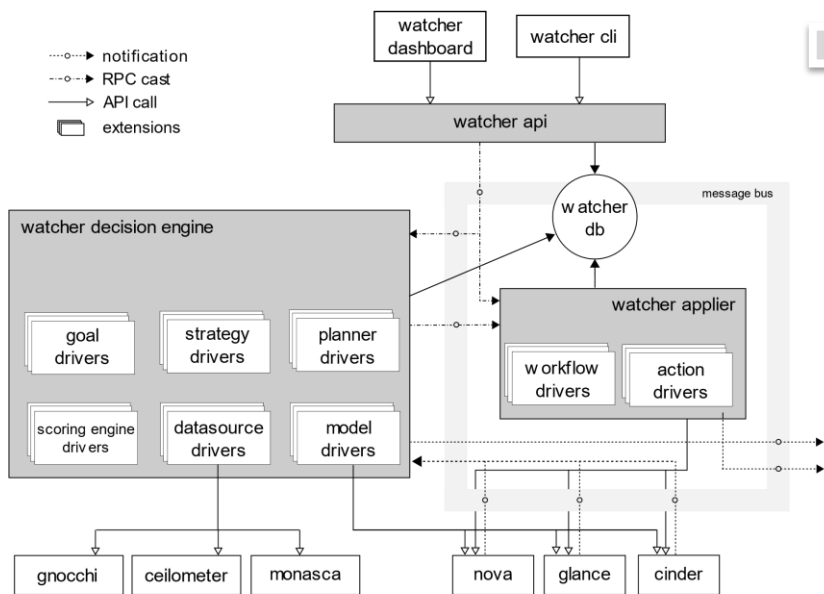 watcher
dashboard
watcher cli
notification
RPC cast
API call
extensions
watcher api
message bus
watcher
db
watcher decision engine
watcher applier
goal
drivers
strategy
drivers
planner
drivers
workflow
drivers
action
drivers
scoring engine
drivers
datasource
drivers
model
drivers
gnocchi
ceilometer
monasca
nova
glance
cinder